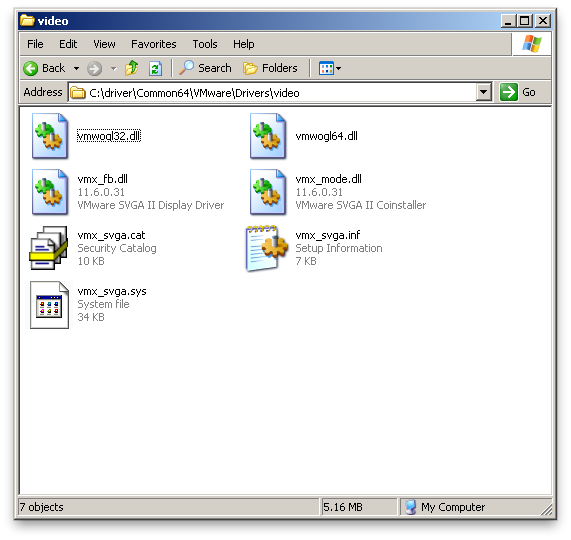 video
File Edit View Favorites Tools Help
Back Search Folders
Address C:\driver\Common64\VMware\Drivers\video Go
vmwogl32.dll
vmwogl64.dll
vmx_fb.dll
11.6.0.31
VMware SVGA II Display Driver
vmx_mode.dll
11.6.0.31
VMware SVGA II Coinstaller
vmx_svga.cat
Security Catalog
10 KB
vmx_svga.inf
Setup Information
7 KB
vmx_svga.sys
System file
34 KB
7 objects 5.16 MB My Computer